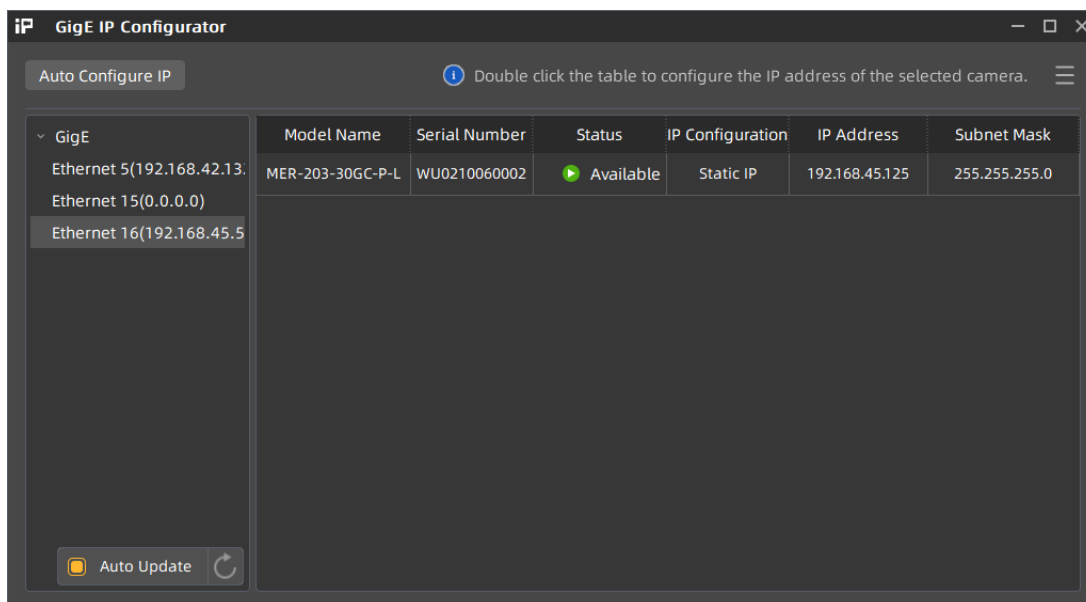 iP GigE IP Configurator
Auto Configure IP
Double click the table to configure the IP address of the selected camera.
GigE
Ethernet 5(192.168.42.13
Ethernet 15(0.0.0.0)
Ethernet 16(192.168.45.5
Auto Update
Model Name Serial Number Status IP Configuration IP Address Subnet Mask
MER-203-30GC-P-L WU0210060002 Available Static IP 192.168.45.125 255.255.255.0